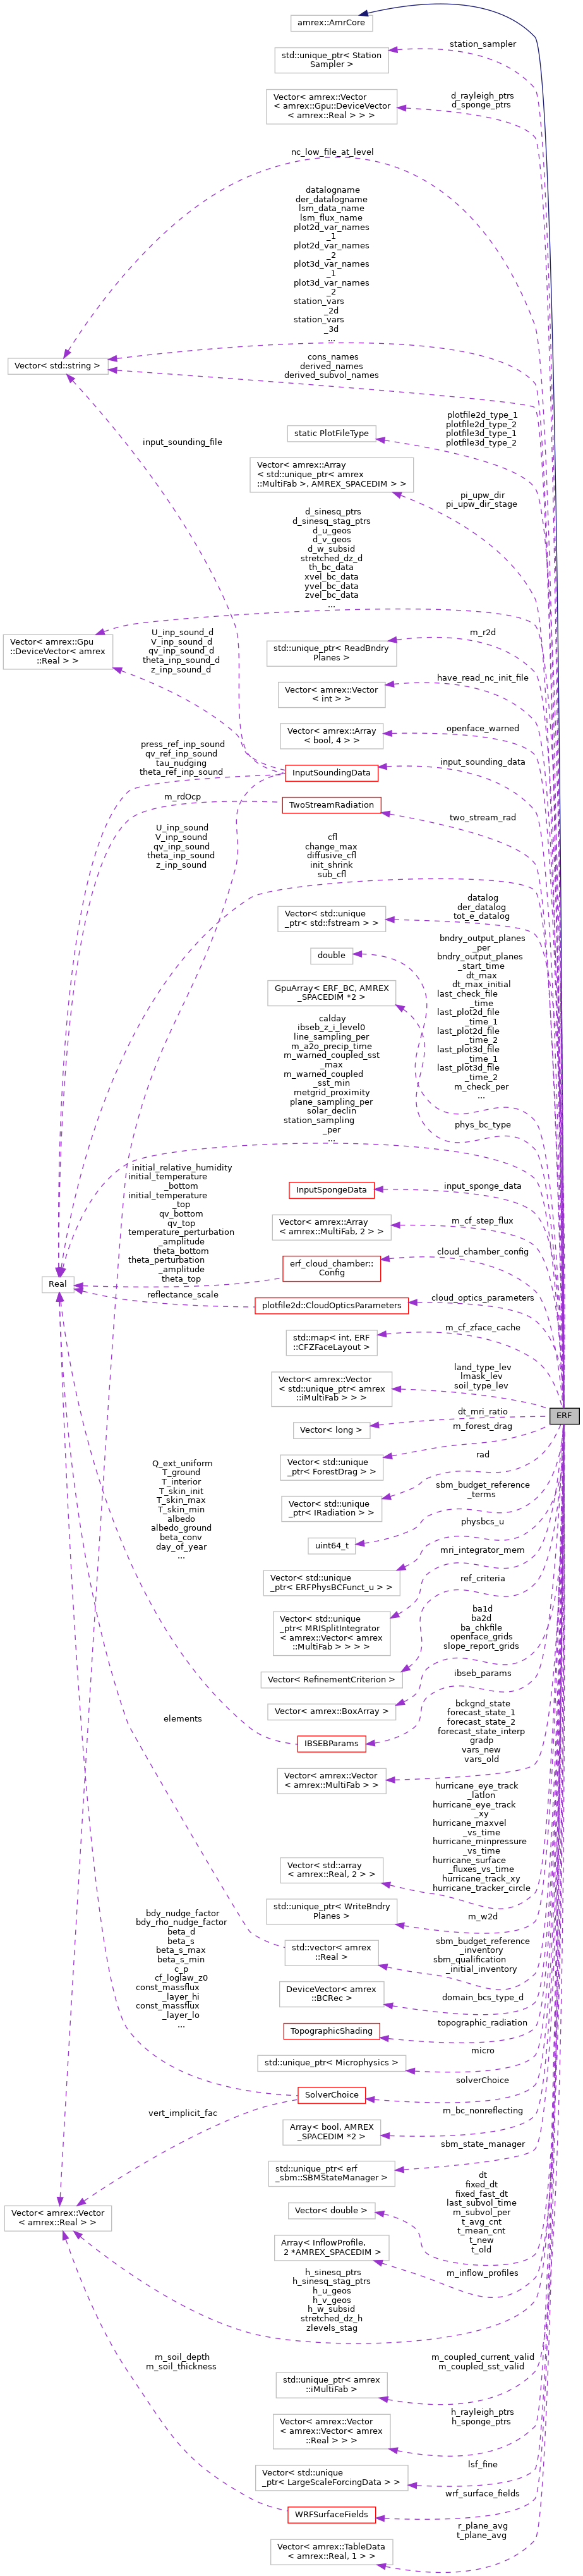 amrex::AmrCore
station_sampler
std::unique_ptr< Station
Sampler >
d_rayleigh_ptrs
d_sponge_ptrs
Vector< amrex::Vector
< amrex::Gpu::DeviceVector
< amrex::Real > > >
nc_low_file_at_level
datalogname
der_datalogname
lsm_data_name
lsm_flux_name
plot2d_var_names
_1
plot2d_var_names
_2
plot3d_var_names
_1
plot3d_var_names
_2
station_vars
_2d
station_vars
_3d
...
Vector< std::string >
cons_names
derived_names
derived_subvol_names
plotfile2d_type_1
plotfile2d_type_2
plotfile3d_type_1
plotfile3d_type_2
static PlotFileType
input_sounding_file
Vector< amrex::Array
< std::unique_ptr< amrex
::MultiFab >, AMREX_SPACEDIM > >
pi_upw_dir
pi_upw_dir_stage
d_sinesq_ptrs
d_sinesq_stag_ptrs
d_u_geos
d_v_geos
d_w_subsid
stretched_dz_d
th_bc_data
xvel_bc_data
yvel_bc_data
zvel_bc_data
...
Vector< amrex::Gpu
::DeviceVector< amrex
::Real > >
U_inp_sound_d
V_inp_sound_d
qv_inp_sound_d
theta_inp_sound_d
z_inp_sound_d
m_r2d
std::unique_ptr< ReadBndry
Planes >
have_read_nc_init_file
Vector< amrex::Vector
< int > >
openface_warned
Vector< amrex::Array
< bool, 4 > >
press_ref_inp_sound
qv_ref_inp_sound
tau_nudging
theta_ref_inp_sound
input_sounding_data
InputSoundingData
m_rdOcp
TwoStreamRadiation
two_stream_rad
U_inp_sound
V_inp_sound
qv_inp_sound
theta_inp_sound
z_inp_sound
cfl
change_max
diffusive_cfl
init_shrink
sub_cfl
datalog
der_datalog
tot_e_datalog
Vector< std::unique
_ptr< std::fstream > >
double
bndry_output_planes
_per
bndry_output_planes
_start_time
dt_max
dt_max_initial
last_check_file
_time
last_plot2d_file
_time_1
last_plot2d_file
_time_2
last_plot3d_file
_time_1
last_plot3d_file
_time_2
m_check_per
...
GpuArray< ERF_BC, AMREX
_SPACEDIM *2 >
calday
ibseb_z_i_level0
line_sampling_per
m_a2o_precip_time
m_warned_coupled_sst
_max
m_warned_coupled
_sst_min
metgrid_proximity
plane_sampling_per
solar_declin
station_sampling
_per
...
phys_bc_type
initial_relative_humidity
initial_temperature
_bottom
initial_temperature
_top
qv_bottom
qv_top
temperature_perturbation
_amplitude
theta_bottom
theta_perturbation
_amplitude
theta_top
InputSpongeData
input_sponge_data
Vector< amrex::Array
< amrex::MultiFab, 2 > >
m_cf_step_flux
erf_cloud_chamber::
Config
cloud_chamber_config
Real
reflectance_scale
plotfile2d::CloudOpticsParameters
cloud_optics_parameters
std::map< int, ERF
::CFZFaceLayout >
m_cf_zface_cache
Vector< amrex::Vector
< std::unique_ptr< amrex
::iMultiFab > > >
land_type_lev
lmask_lev
soil_type_lev
ERF
Vector< long >
dt_mri_ratio
m_forest_drag
Vector< std::unique
_ptr< ForestDrag > >
rad
Vector< std::unique
_ptr< IRadiation > >
sbm_budget_reference
_terms
uint64_t
Q_ext_uniform
T_ground
T_interior
T_skin_init
T_skin_max
T_skin_min
albedo
albedo_ground
beta_conv
day_of_year
...
physbcs_u
Vector< std::unique
_ptr< ERFPhysBCFunct_u > >
mri_integrator_mem
Vector< std::unique
_ptr< MRISplitIntegrator
< amrex::Vector< amrex
::MultiFab > > > >
ref_criteria
Vector< RefinementCriterion >
ba1d
ba2d
ba_chkfile
openface_grids
slope_report_grids
Vector< amrex::BoxArray >
ibseb_params
IBSEBParams
elements
bckgnd_state
forecast_state_1
forecast_state_2
forecast_state_interp
gradp
vars_new
vars_old
Vector< amrex::Vector
< amrex::MultiFab > >
hurricane_eye_track
_latlon
hurricane_eye_track
_xy
hurricane_maxvel
_vs_time
hurricane_minpressure
_vs_time
hurricane_surface
_fluxes_vs_time
hurricane_track_xy
hurricane_tracker_circle
Vector< std::array
< amrex::Real, 2 > >
std::unique_ptr< WriteBndry
Planes >
m_w2d
bdy_nudge_factor
bdy_rho_nudge_factor
beta_d
beta_s
beta_s_max
beta_s_min
c_p
cf_loglaw_z0
const_massflux
_layer_hi
const_massflux
_layer_lo
...
std::vector< amrex
::Real >
sbm_budget_reference
_inventory
sbm_qualification
_initial_inventory
DeviceVector< amrex
::BCRec >
domain_bcs_type_d
TopographicShading
topographic_radiation
std::unique_ptr< Microphysics >
micro
SolverChoice
solverChoice
vert_implicit_fac
Array< bool, AMREX
_SPACEDIM *2 >
m_bc_nonreflecting
std::unique_ptr< erf
_sbm::SBMStateManager >
sbm_state_manager
Vector< amrex::Vector
< amrex::Real > >
Vector< double >
dt
fixed_dt
fixed_fast_dt
last_subvol_time
m_subvol_per
t_avg_cnt
t_mean_cnt
t_new
t_old
Array< InflowProfile,
2 *AMREX_SPACEDIM >
m_inflow_profiles
h_sinesq_ptrs
h_sinesq_stag_ptrs
h_u_geos
h_v_geos
h_w_subsid
stretched_dz_h
zlevels_stag
m_soil_depth
m_soil_thickness
std::unique_ptr< amrex
::iMultiFab >
m_coupled_current_valid
m_coupled_sst_valid
Vector< amrex::Vector
< amrex::Vector< amrex
::Real > > >
h_rayleigh_ptrs
h_sponge_ptrs
Vector< std::unique
_ptr< LargeScaleForcingData > >
lsf_fine
WRFSurfaceFields
wrf_surface_fields
Vector< amrex::TableData
< amrex::Real, 1 > >
r_plane_avg
t_plane_avg